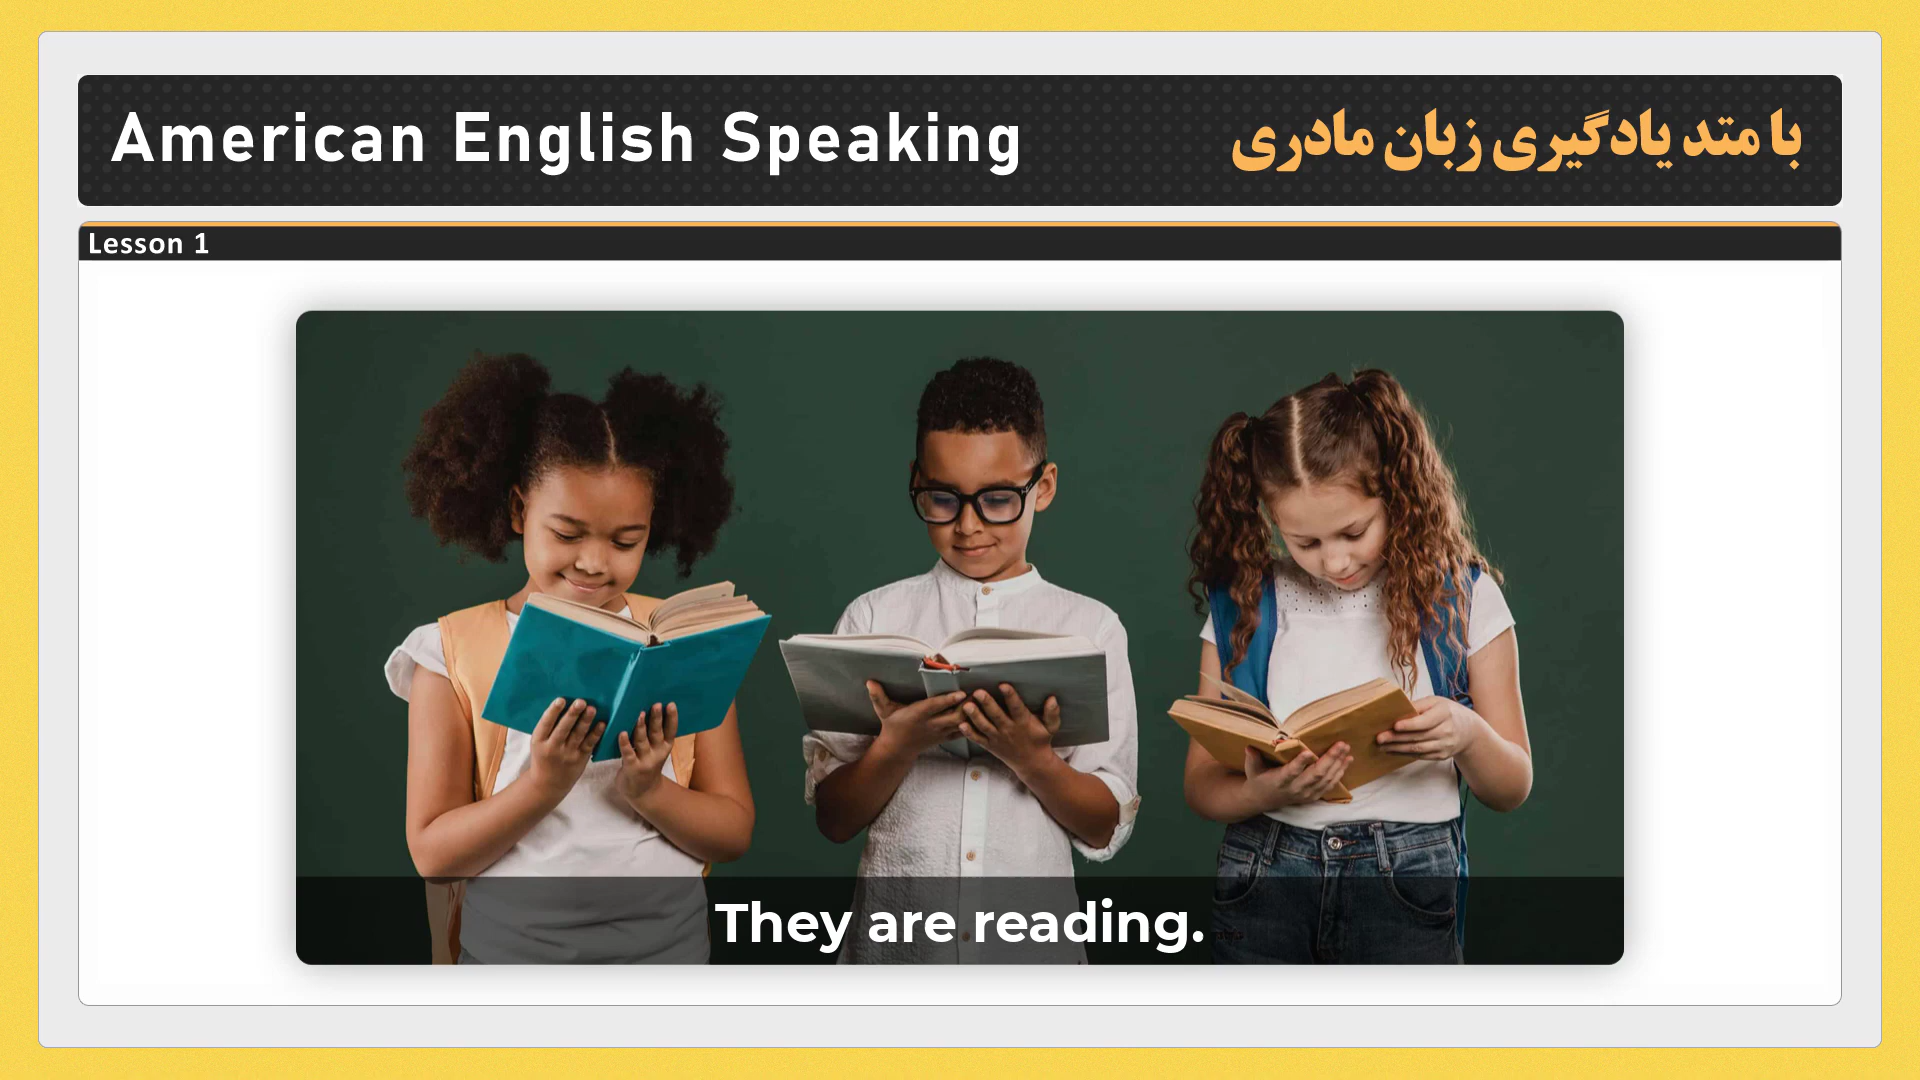 American English Speaking
با متد یادگیری زبان مادری
Lesson 1
They are reading.